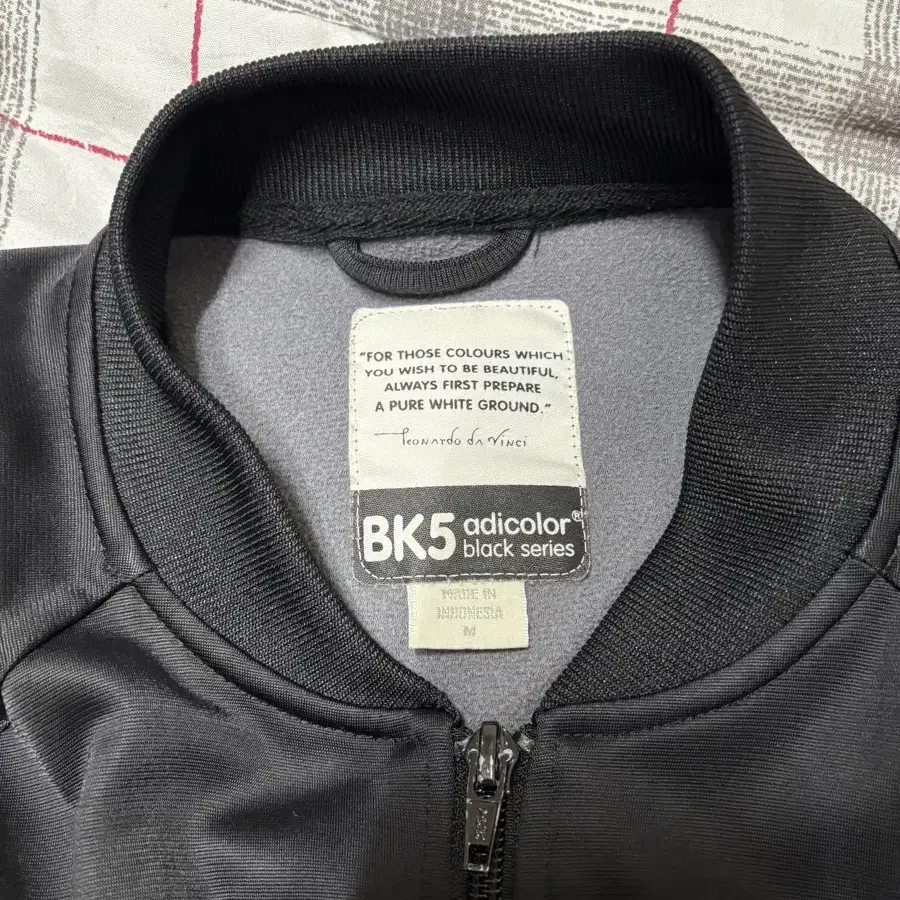 "FOR THOSE COLOURS WHICH
YOU WISH TO BE BEAUTIFUL,
ALWAYS FIRST PREPARE
A PURE WHITE GROUND."
Leonardo da Vinci
BK5 adicolor®
black series
MADE IN
INDONESIA
M